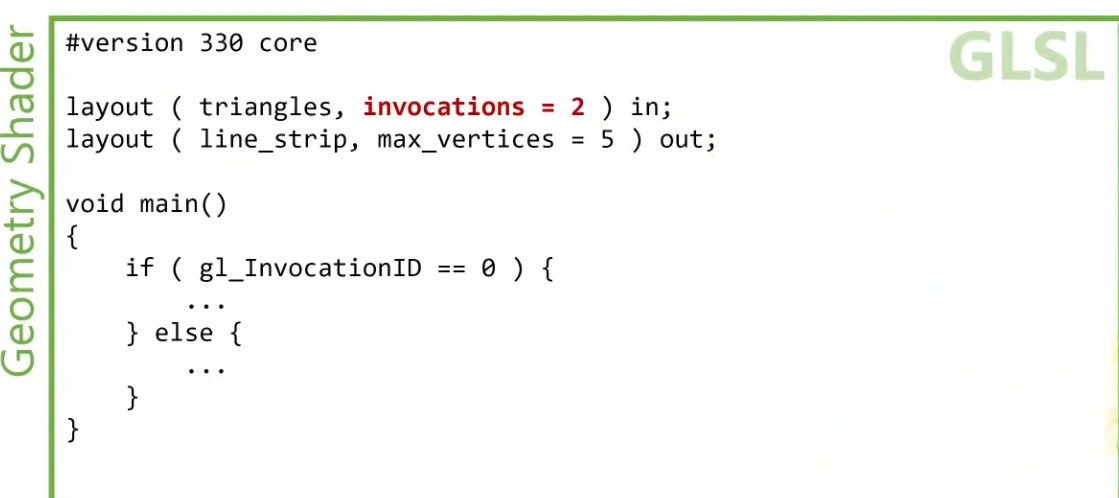 Geometry Shader
GLSL
#version 330 core
layout ( triangles, invocations = 2 ) in;
layout ( line_strip, max_vertices = 5 ) out;
void main()
{
    if ( gl_InvocationID == 0 ) {
        ...
    } else {
        ...
    }
}